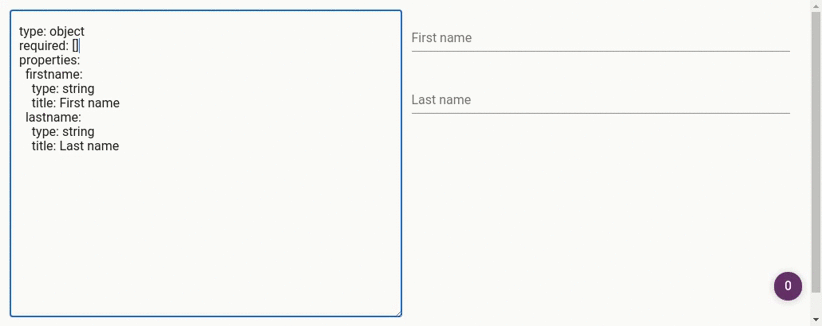 type: object
required: []
properties:
  firstname:
    type: string
    title: First name
  lastname:
    type: string
    title: Last name
First name
Last name
0